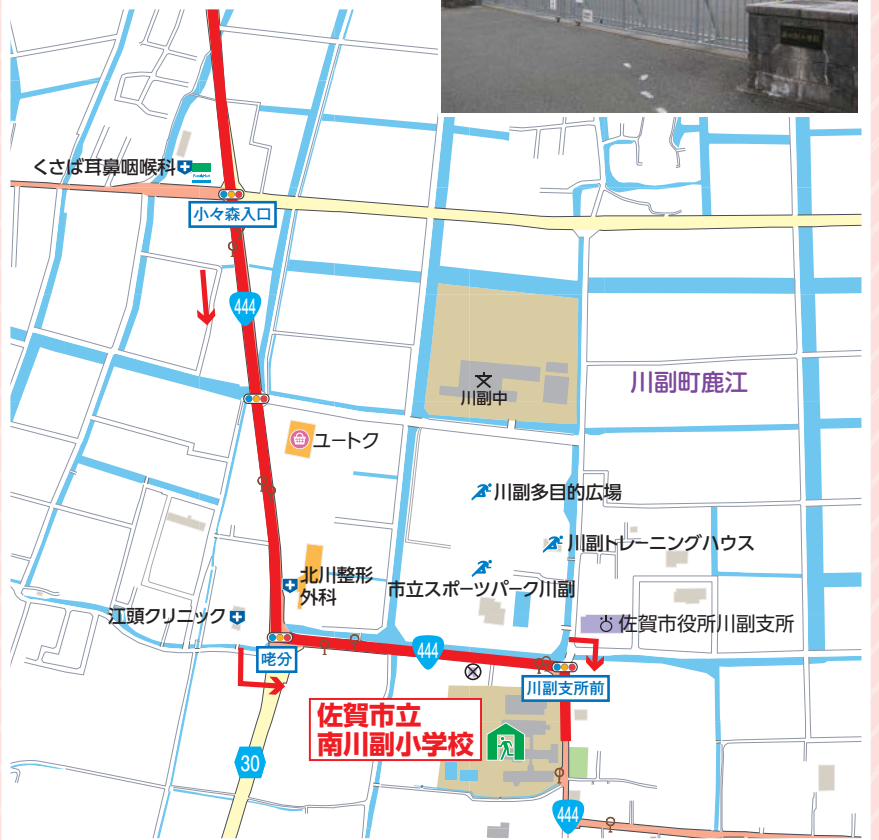 くさば耳鼻咽喉科
FamilyMart
小々森入口
444
川副町鹿江
文
川副中
ユートク
川副多目的広場
川副トレーニングハウス
北川整形
外科
市立スポーツパーク川副
江頭クリニック
佐賀市役所川副支所
咾分
444
川副支所前
佐賀市立
南川副小学校
30
444